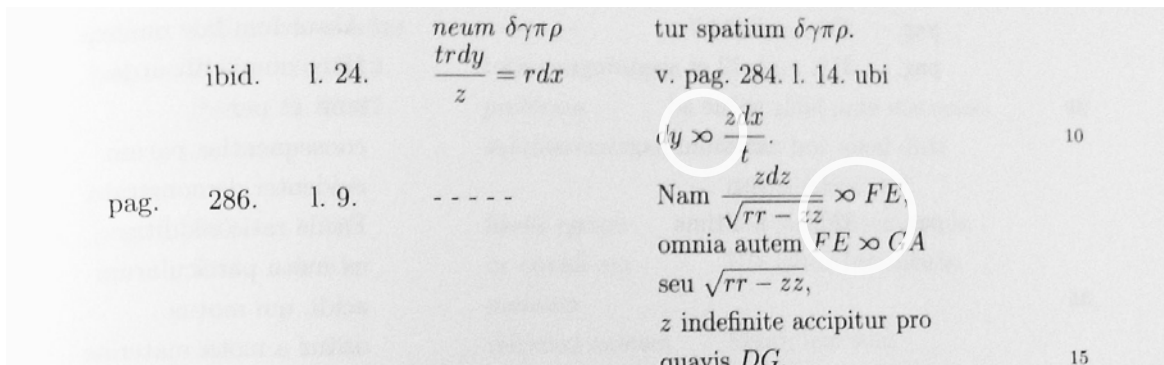 neum δγπρ tur spatium δγπρ.
ibid. l. 24. trdy/z = rdx v. pag. 284. l. 14. ubi
dy ∞ zdx/t. 10
pag. 286. l. 9. - - - - - Nam zdz/√(rr − zz) ∞ FE,
omnia autem FE ∞ GA
seu √(rr − zz),
z indefinite accipitur pro
quavis DG 15